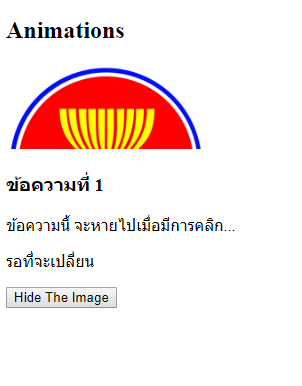 Animations
ข้อความที่ 1
ข้อความนี้ จะหายไปเมื่อมีการคลิก...
รอที่จะเปลี่ยน
Hide The Image